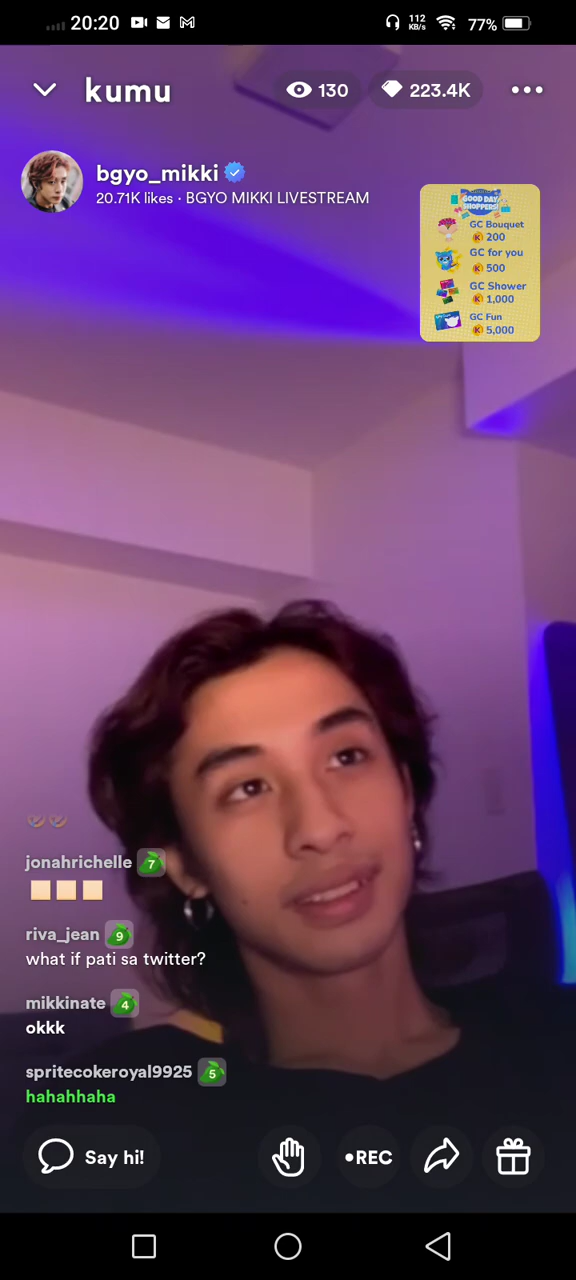 20:20
112
KB/s
77%
kumu
130
223.4K
bgyo_mikki
20.71K likes · BGYO MIKKI LIVESTREAM
GOOD DAY
SHOPPERS!
GC Bouquet
K 200
GC for you
K 500
GC Shower
K 1,000
GC Fun
K 5,000
jonahrichelle 7
riva_jean 9
what if pati sa twitter?
mikkinate 4
okkk
spritecokeroyal9925 5
hahahhaha
Say hi!
•REC